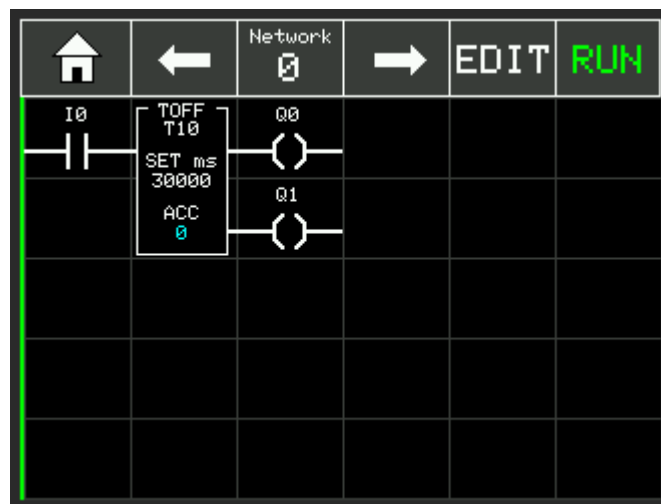 Network
0
EDIT
RUN
I0
TOFF
T10
SET ms
30000
ACC
0
Q0
Q1